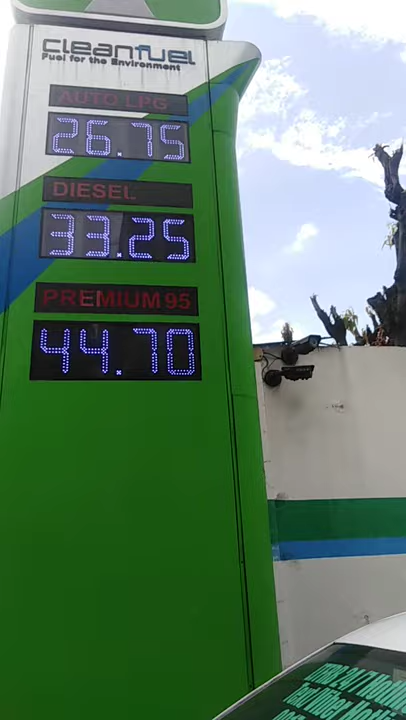 cleanfuel
Fuel for the Environment
AUTO LPG
26.75
DIESEL
33.25
PREMIUM 95
44.70